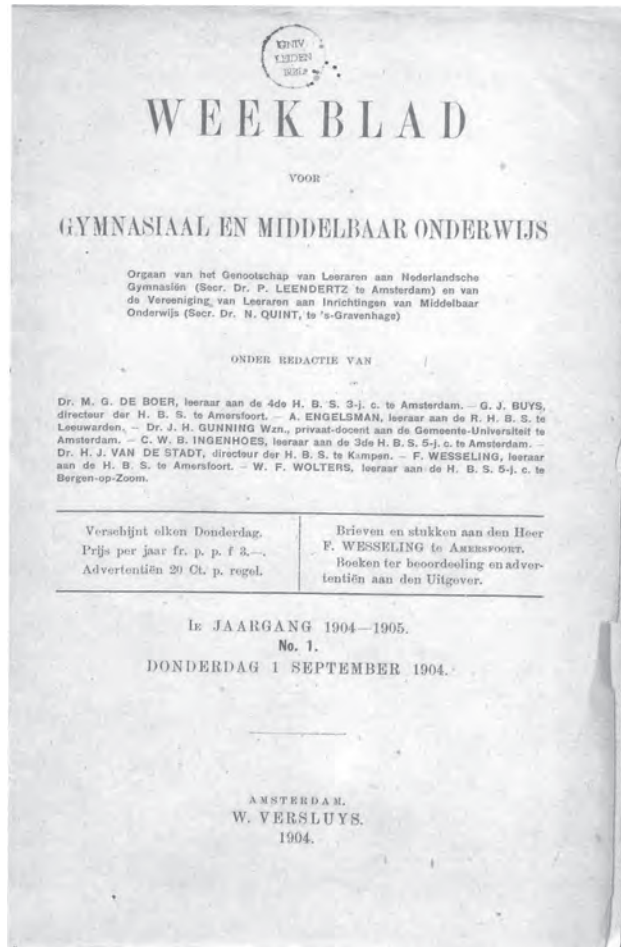 UNIV
LEIDEN
WEEKBLAD
VOOR
GYMNASIAAL EN MIDDELBAAR ONDERWIJS
Orgaan van het Genootschap van Leeraren aan Nederlandsche
Gymnasiën (Secr. Dr. P. LEENDERTZ te Amsterdam) en van
de Vereeniging van Leeraren aan Inrichtingen van Middelbaar
Onderwijs (Secr. Dr. N. QUINT, te 's-Gravenhage)
ONDER REDACTIE VAN
Dr. M. G. DE BOER, leeraar aan de 4de H. B. S. 3-j. c. te Amsterdam. — G. J. BUYS,
directeur der H. B. S. te Amersfoort. — A. ENGELSMAN, leeraar aan de R. H. B. S. te
Leeuwarden. — Dr. J. H. GUNNING Wzn., privaat-docent aan de Gemeente-Universiteit te
Amsterdam. — C. W. B. INGENHOES, leeraar aan de 3de H. B. S. 5-j. c. te Amsterdam. —
Dr. H. J. VAN DE STADT, directeur der H. B. S. te Kampen. — F. WESSELING, leeraar
aan de H. B. S. te Amersfoort. — W. F. WOLTERS, leeraar aan de H. B. S. 5-j. c. te
Bergen-op-Zoom.
Verschijnt elken Donderdag.
Prijs per jaar fr. p. p. f 3,—.
Advertentiën 20 Ct. p. regel.
Brieven en stukken aan den Heer
F. WESSELING te AMERSFOORT.
Boeken ter beoordeeling en adver-
tentiën aan den Uitgever.
IE JAARGANG 1904—1905.
No. 1.
DONDERDAG 1 SEPTEMBER 1904.
AMSTERDAM.
W. VERSLUYS.
1904.